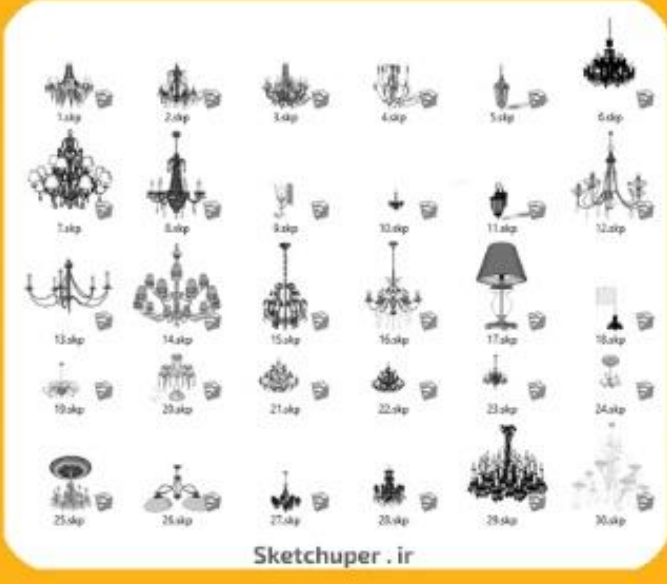 1.skp 2.skp 3.skp 4.skp 5.skp 6.skp
7.skp 8.skp 9.skp 10.skp 11.skp 12.skp
13.skp 14.skp 15.skp 16.skp 17.skp 18.skp
19.skp 20.skp 21.skp 22.skp 23.skp 24.skp
25.skp 26.skp 27.skp 28.skp 29.skp 30.skp
Sketchuper.ir